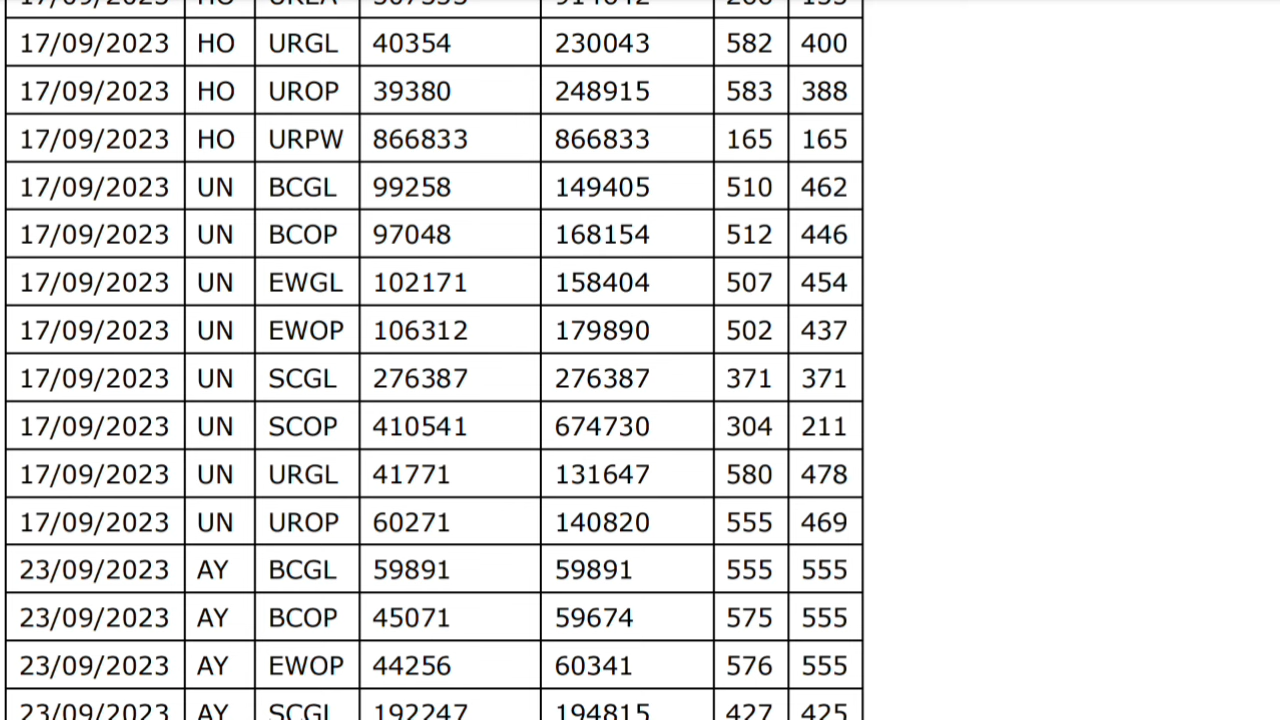 17/09/2023 HO URGL 40354 230043 582 400
17/09/2023 HO UROP 39380 248915 583 388
17/09/2023 HO URPW 866833 866833 165 165
17/09/2023 UN BCGL 99258 149405 510 462
17/09/2023 UN BCOP 97048 168154 512 446
17/09/2023 UN EWGL 102171 158404 507 454
17/09/2023 UN EWOP 106312 179890 502 437
17/09/2023 UN SCGL 276387 276387 371 371
17/09/2023 UN SCOP 410541 674730 304 211
17/09/2023 UN URGL 41771 131647 580 478
17/09/2023 UN UROP 60271 140820 555 469
23/09/2023 AY BCGL 59891 59891 555 555
23/09/2023 AY BCOP 45071 59674 575 555
23/09/2023 AY EWOP 44256 60341 576 555
23/09/2023 AY SCGL 192247 194815 427 425